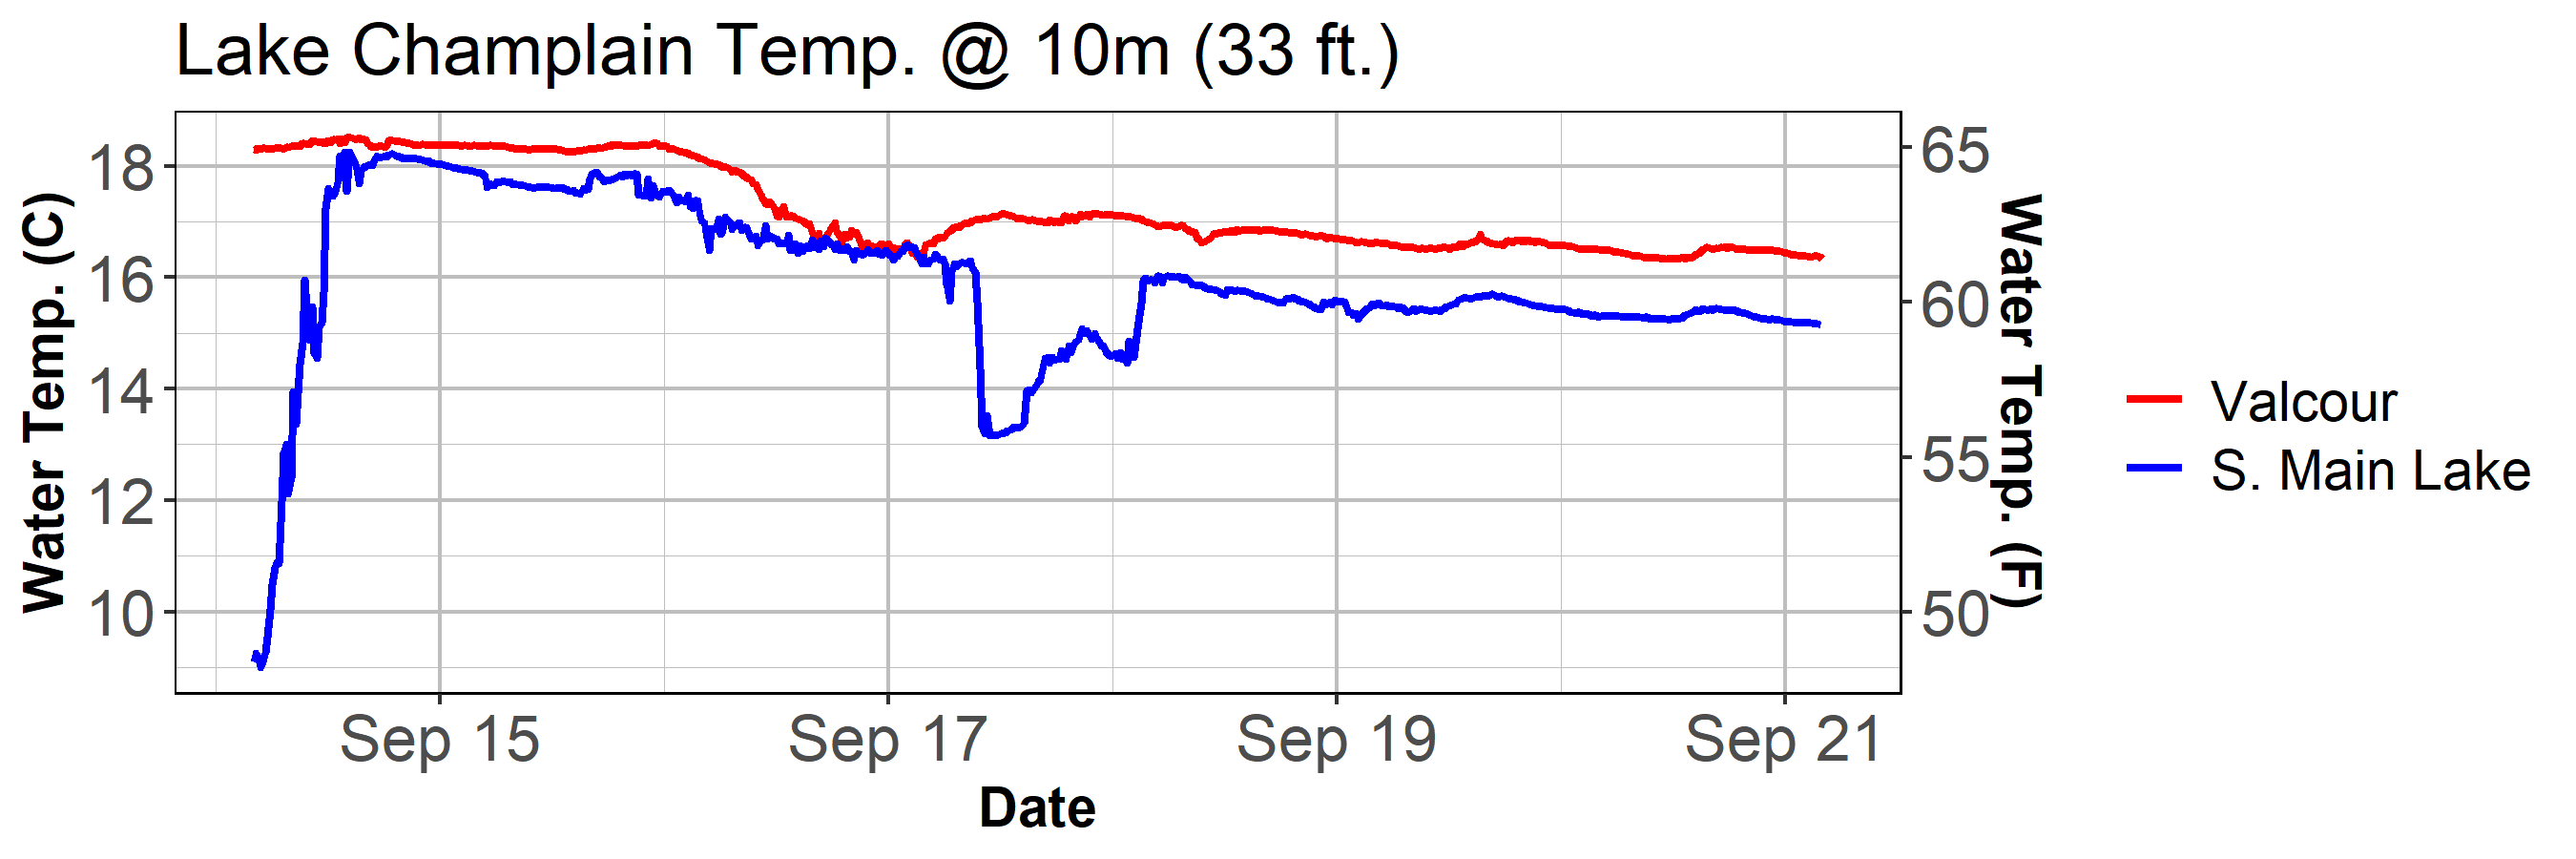 Lake Champlain Temp. @ 10m (33 ft.)
Water Temp. (C)
18
16
14
12
10
65
60
55
50
Water Temp. (F)
Sep 15
Sep 17
Sep 19
Sep 21
Date
Valcour
S. Main Lake